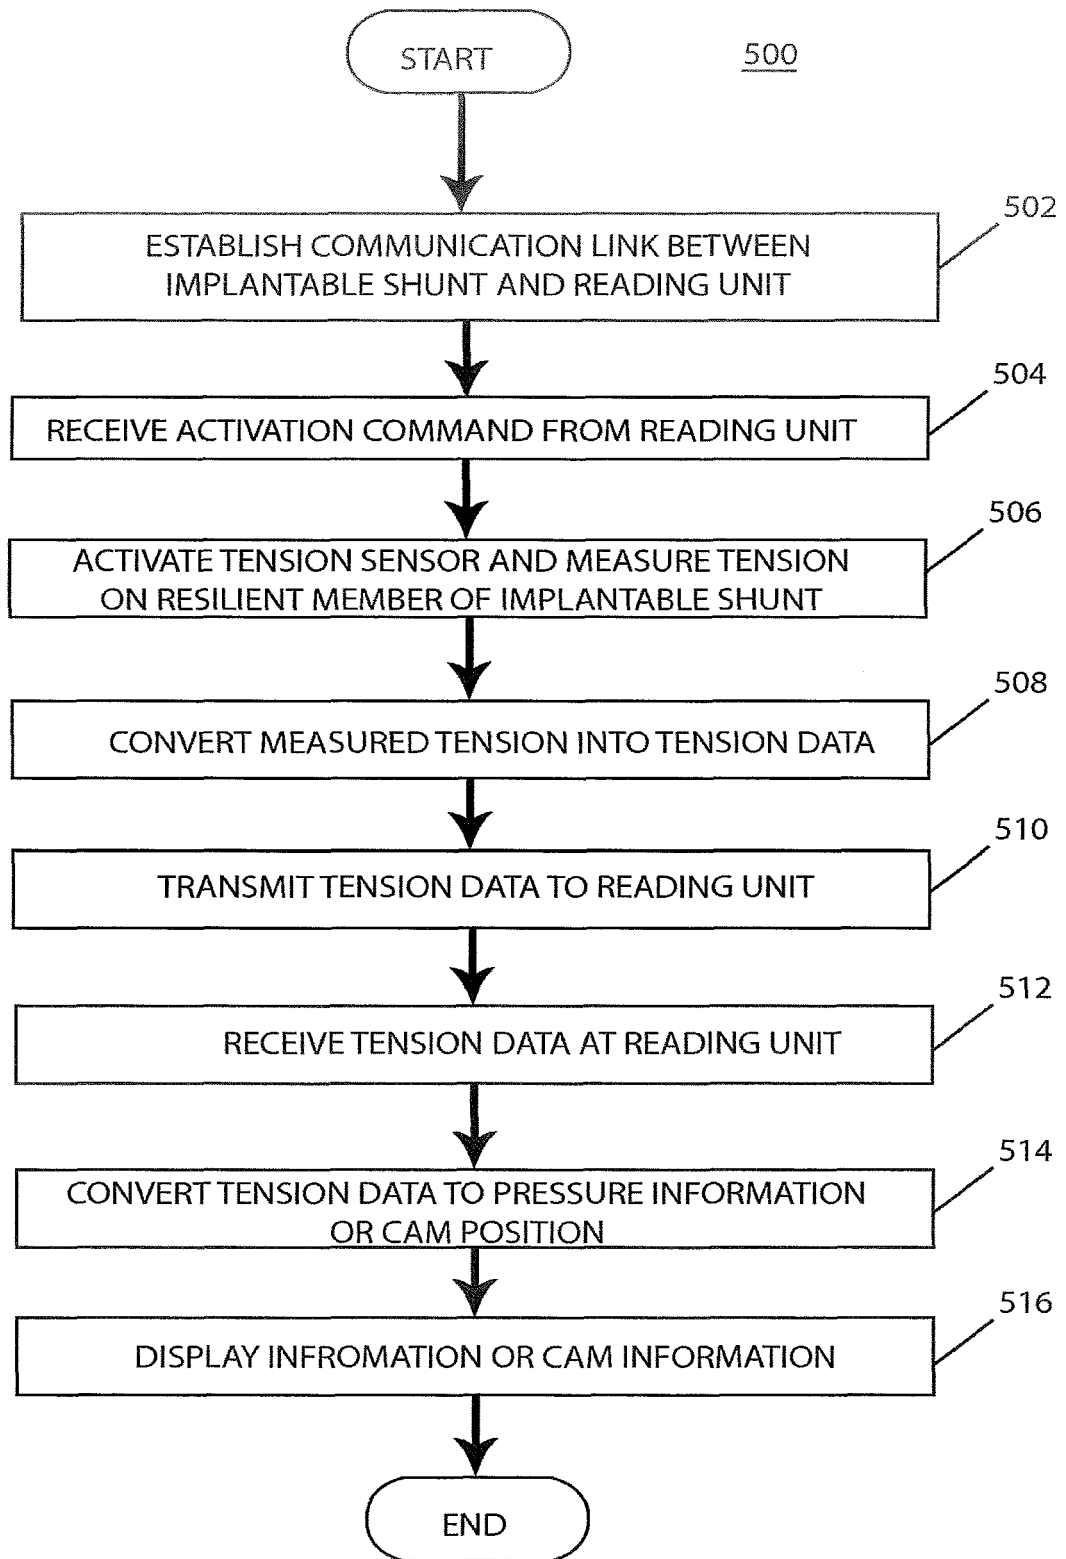 START
500
502
ESTABLISH COMMUNICATION LINK BETWEEN
IMPLANTABLE SHUNT AND READING UNIT
504
RECEIVE ACTIVATION COMMAND FROM READING UNIT
506
ACTIVATE TENSION SENSOR AND MEASURE TENSION
ON RESILIENT MEMBER OF IMPLANTABLE SHUNT
508
CONVERT MEASURED TENSION INTO TENSION DATA
510
TRANSMIT TENSION DATA TO READING UNIT
512
RECEIVE TENSION DATA AT READING UNIT
514
CONVERT TENSION DATA TO PRESSURE INFORMATION
OR CAM POSITION
516
DISPLAY INFROMATION OR CAM INFORMATION
END